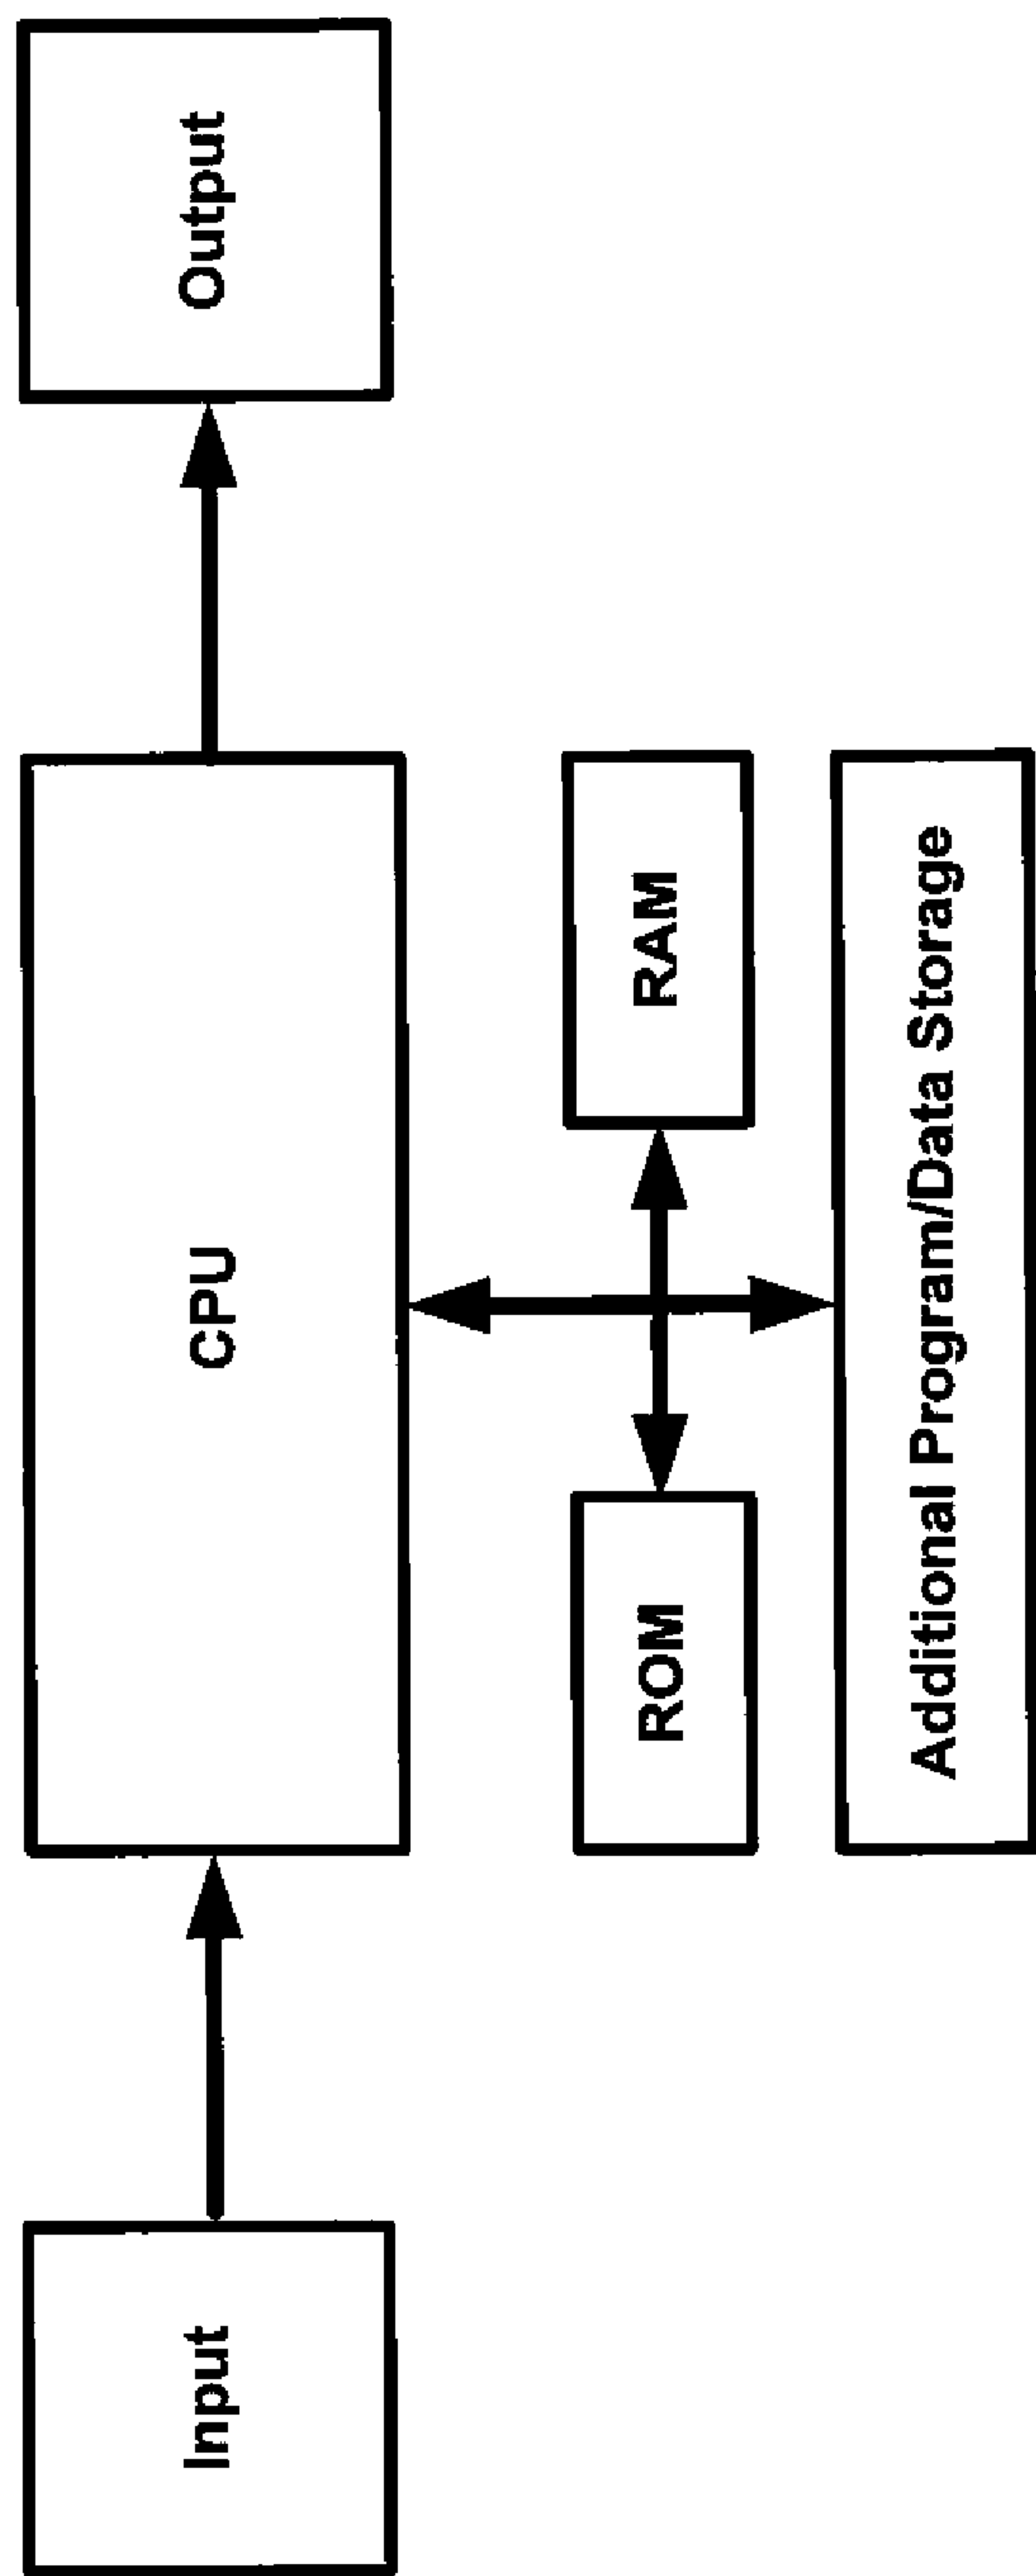 Input
CPU
Output
ROM
RAM
Additional Program/Data Storage